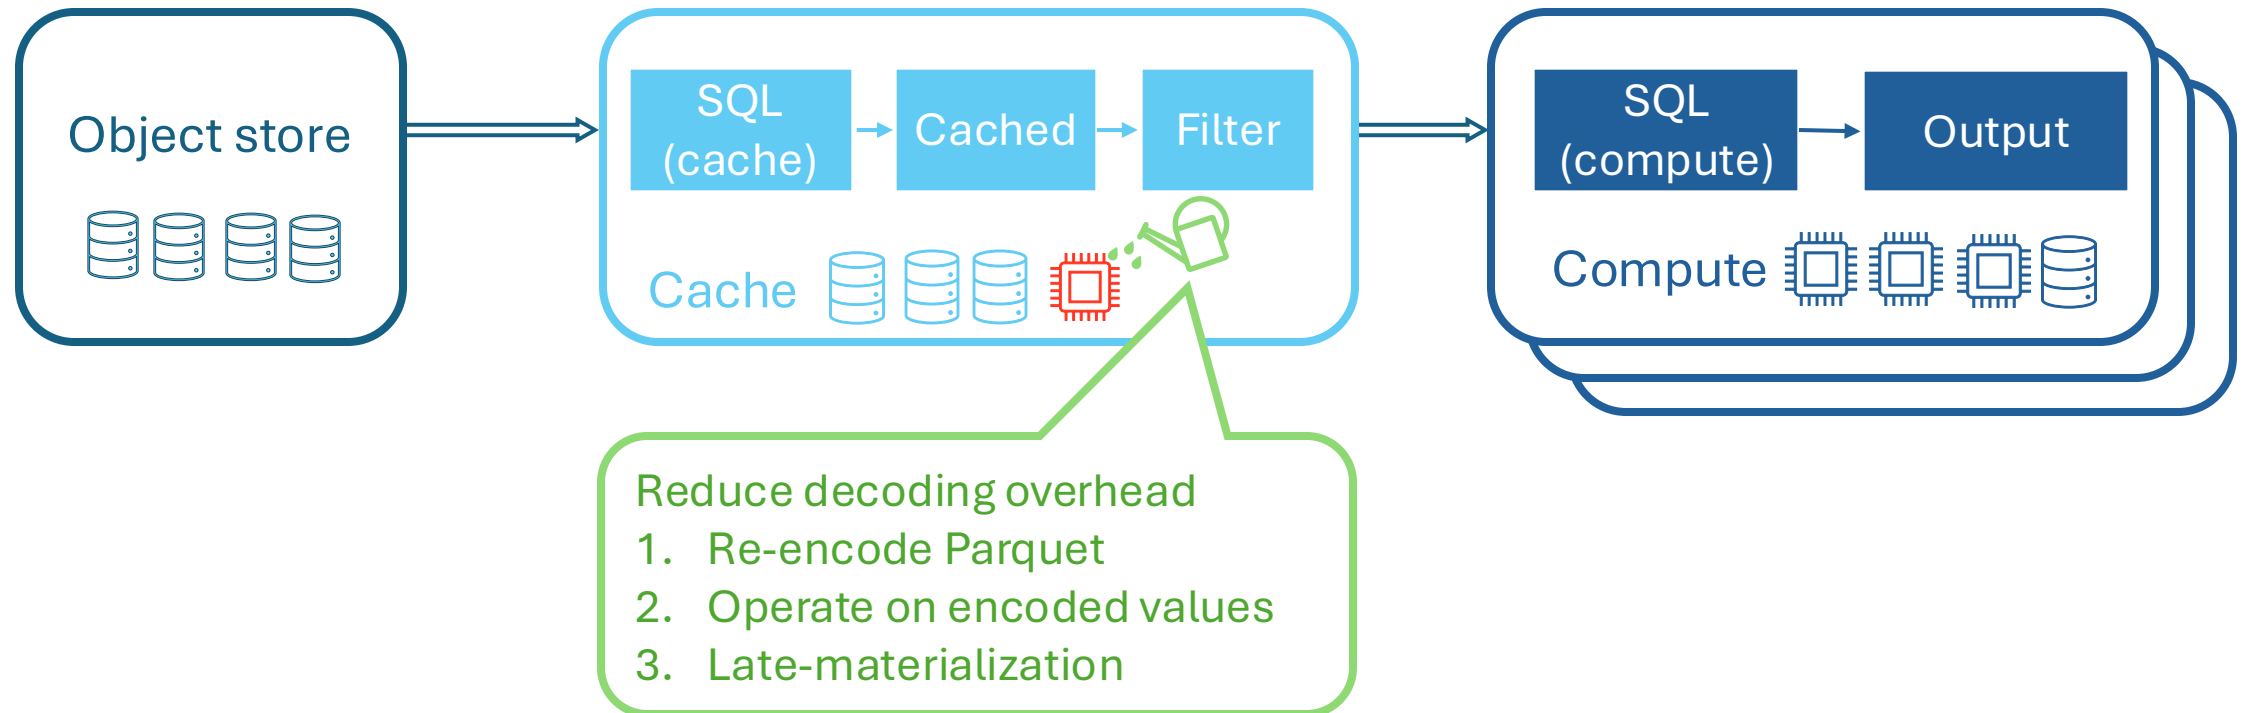 Object store
SQL
(cache)
Cached
Filter
Cache
SQL
(compute)
Output
Compute
Reduce decoding overhead
1. Re-encode Parquet
2. Operate on encoded values
3. Late-materialization